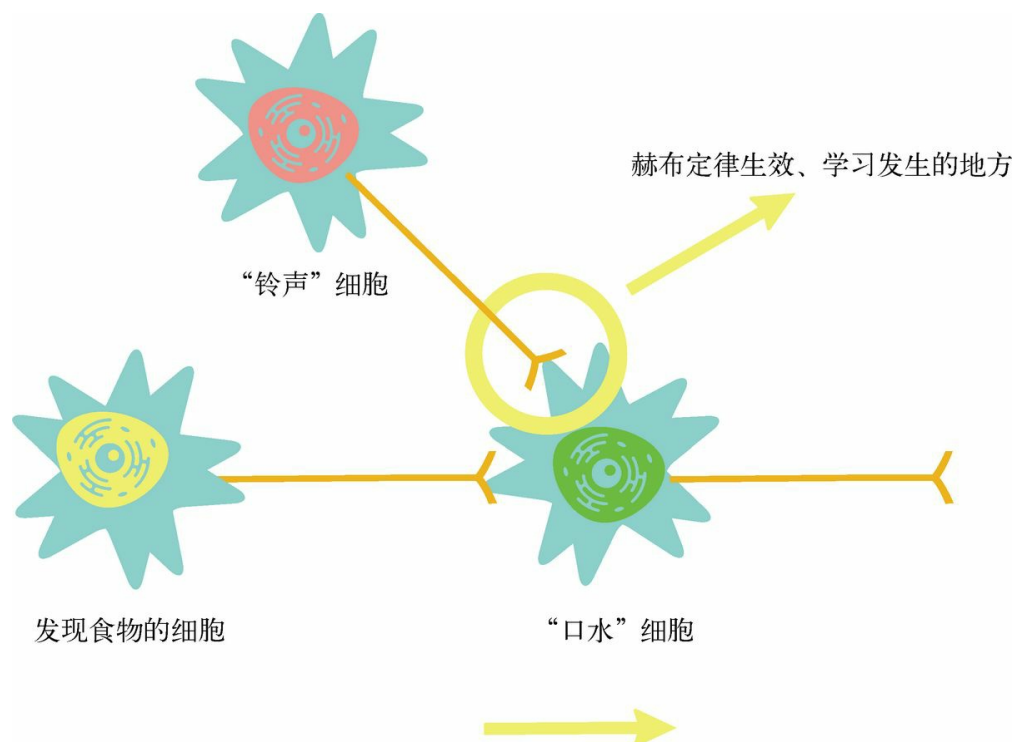 赫布定律生效、学习发生的地方
“铃声”细胞
发现食物的细胞
“口水”细胞